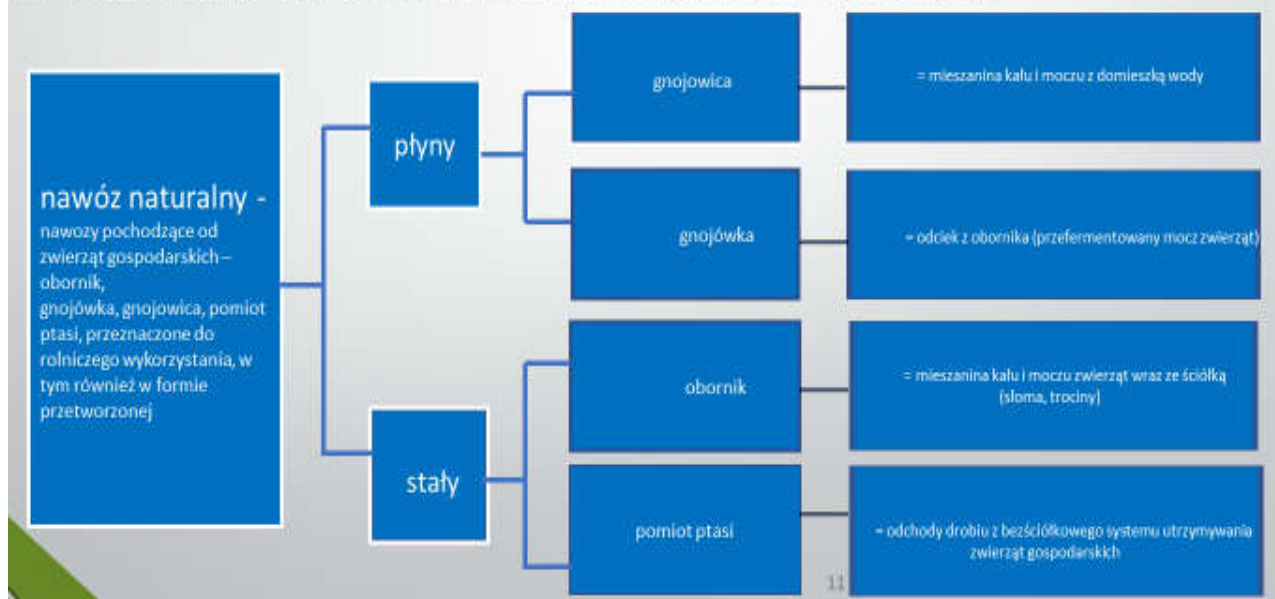 nawóz naturalny -
nawozy pochodzące od
zwierząt gospodarskich –
obornik,
gnojówka, gnojowica, pomiot
ptasi, przeznaczone do
rolniczego wykorzystania, w
tym również w formie
przetworzonej
płyny
gnojowica
= mieszanina kału i moczu z domieszką wody
gnojówka
= odciek z obornika (przefermentowany mocz zwierząt)
stały
obornik
= mieszanina kału i moczu zwierząt wraz ze ściółką
(słoma, trociny)
pomiot ptasi
= odchody drobiu z bezściółkowego systemu utrzymywania
zwierząt gospodarskich
11